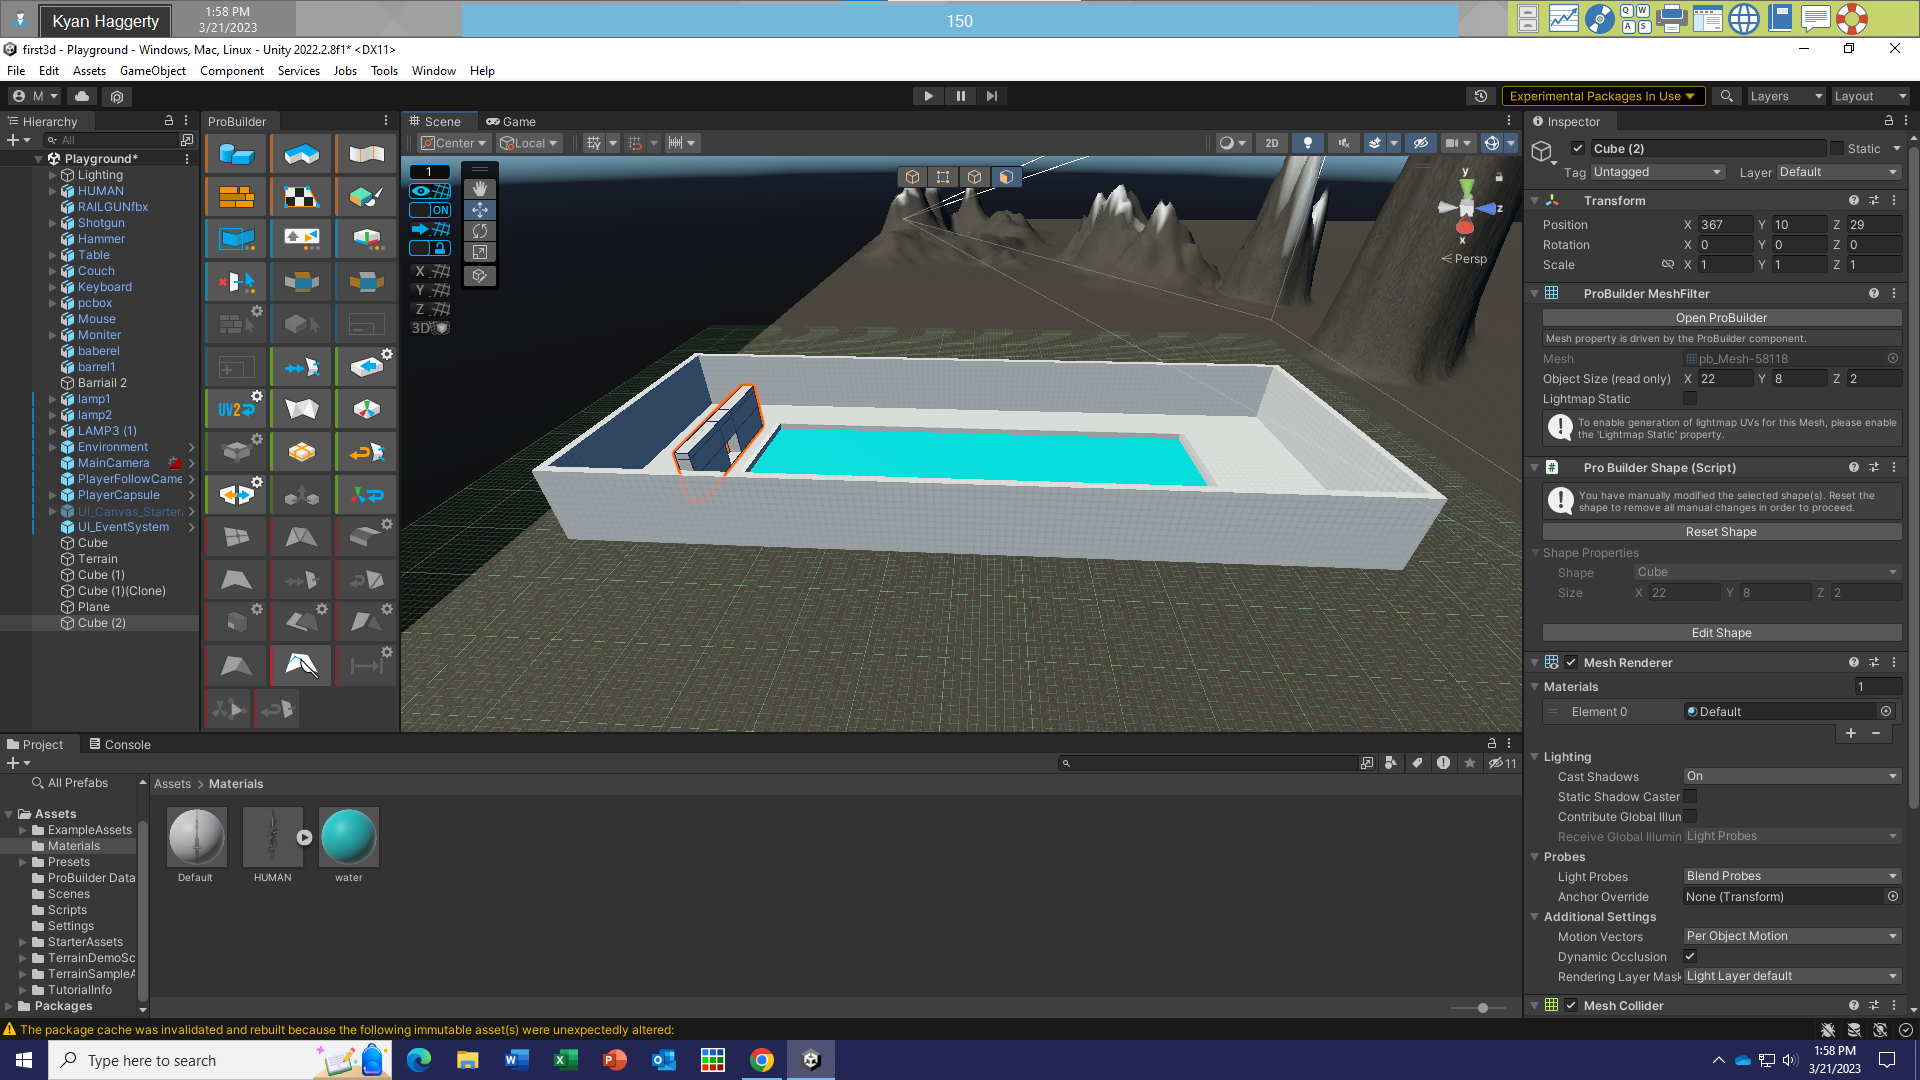 Kyan Haggerty
1:58 PM
3/21/2023
150
Q W
A S
first3d - Playground - Windows, Mac, Linux - Unity 2022.2.8f1* <DX11>
File Edit Assets GameObject Component Services Jobs Tools Window Help
M
Experimental Packages In Use
Layers
Layout
Hierarchy
All
Playground*
Lighting
HUMAN
RAILGUNfbx
Shotgun
Hammer
Table
Couch
Keyboard
pcbox
Mouse
Moniter
baberel
barrel1
Barriail 2
lamp1
lamp2
LAMP3 (1)
Environment
MainCamera
PlayerFollowCame
PlayerCapsule
UI_Canvas_Starter
UI_EventSystem
Cube
Terrain
Cube (1)
Cube (1)(Clone)
Plane
Cube (2)
ProBuilder
UV2
Scene
Game
Center
Local
2D
1
ON
X
Y
Z
3D
y
z
x
Persp
Inspector
Cube (2)
Static
Tag Untagged Layer Default
Transform
Position X 367 Y 10 Z 29
Rotation X 0 Y 0 Z 0
Scale X 1 Y 1 Z 1
ProBuilder MeshFilter
Open ProBuilder
Mesh property is driven by the ProBuilder component.
Mesh pb_Mesh-58118
Object Size (read only) X 22 Y 8 Z 2
Lightmap Static
To enable generation of lightmap UVs for this Mesh, please enable
the 'Lightmap Static' property.
Pro Builder Shape (Script)
You have manually modified the selected shape(s). Reset the
shape to remove all manual changes in order to proceed.
Reset Shape
Shape Properties
Shape Cube
Size X 22 Y 8 Z 2
Edit Shape
Mesh Renderer
Materials 1
Element 0 Default
Lighting
Cast Shadows On
Static Shadow Caster
Contribute Global Illum
Receive Global Illumin Light Probes
Probes
Light Probes Blend Probes
Anchor Override None (Transform)
Additional Settings
Motion Vectors Per Object Motion
Dynamic Occlusion
Rendering Layer Mask Light Layer default
Mesh Collider
Project
Console
11
All Prefabs
Assets
ExampleAssets
Materials
Presets
ProBuilder Data
Scenes
Scripts
Settings
StarterAssets
TerrainDemoSc
TerrainSampleA
TutorialInfo
Packages
Assets > Materials
Default
HUMAN
water
The package cache was invalidated and rebuilt because the following immutable asset(s) were unexpectedly altered:
Type here to search
1:58 PM
3/21/2023